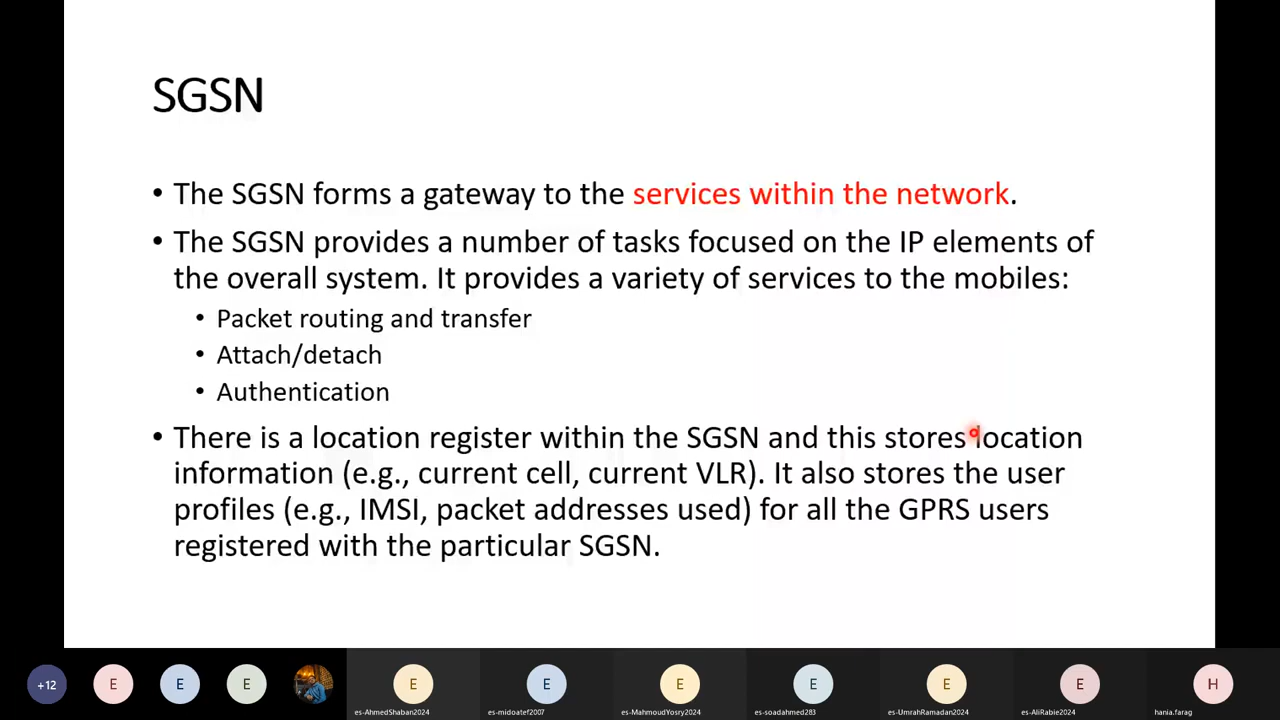 SGSN
• The SGSN forms a gateway to the services within the network.
• The SGSN provides a number of tasks focused on the IP elements of
the overall system. It provides a variety of services to the mobiles:
• Packet routing and transfer
• Attach/detach
• Authentication
• There is a location register within the SGSN and this stores location
information (e.g., current cell, current VLR). It also stores the user
profiles (e.g., IMSI, packet addresses used) for all the GPRS users
registered with the particular SGSN.
+12 E E E E E E E E E H
es-AhmedShaban2024 es-midoatef2007 es-MahmoudYosry2024 es-soadahmed283 es-UmrahRamadan2024 es-AliRabie2024 hania.farag